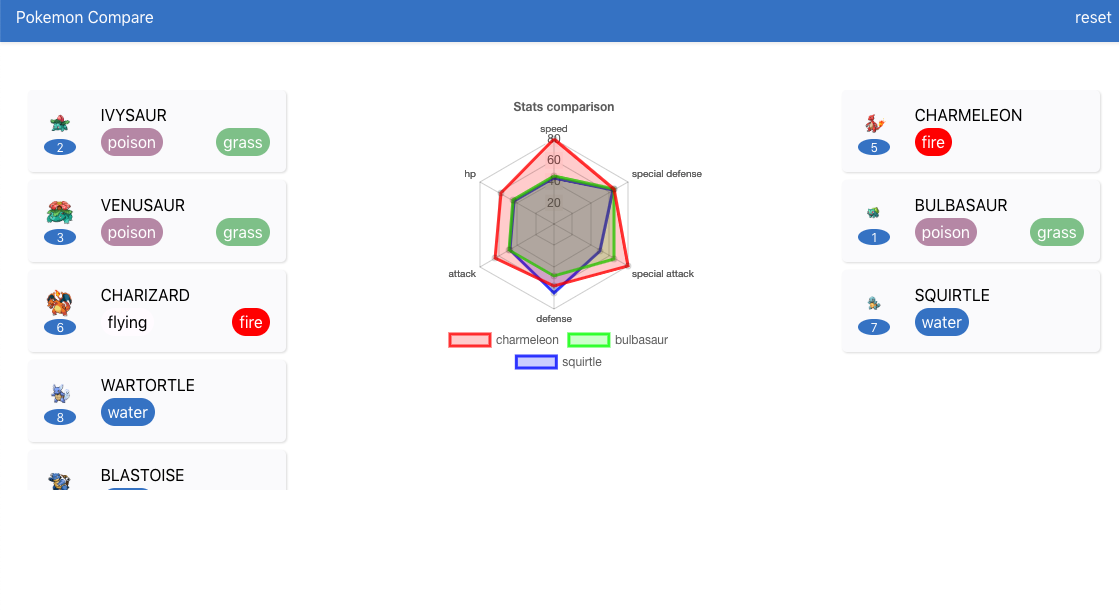 Pokemon Compare
reset
IVYSAUR
2
poison grass
VENUSAUR
3
poison grass
CHARIZARD
6
flying fire
WARTORTLE
8
water
BLASTOISE
Stats comparison
speed
80
60
40
20
hp
special defense
attack
special attack
defense
charmeleon bulbasaur
squirtle
CHARMELEON
5
fire
BULBASAUR
1
poison grass
SQUIRTLE
7
water